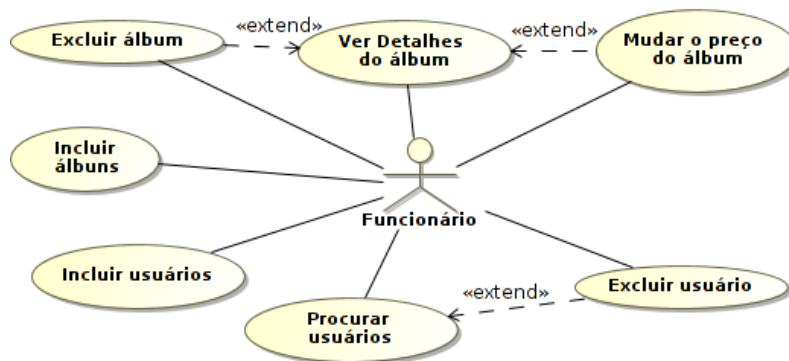 Excluir álbum
«extend»
Ver Detalhes
do álbum
«extend»
Mudar o preço
do álbum
Incluir
álbuns
Funcionário
Incluir usuários
Procurar
usuários
«extend»
Excluir usuário